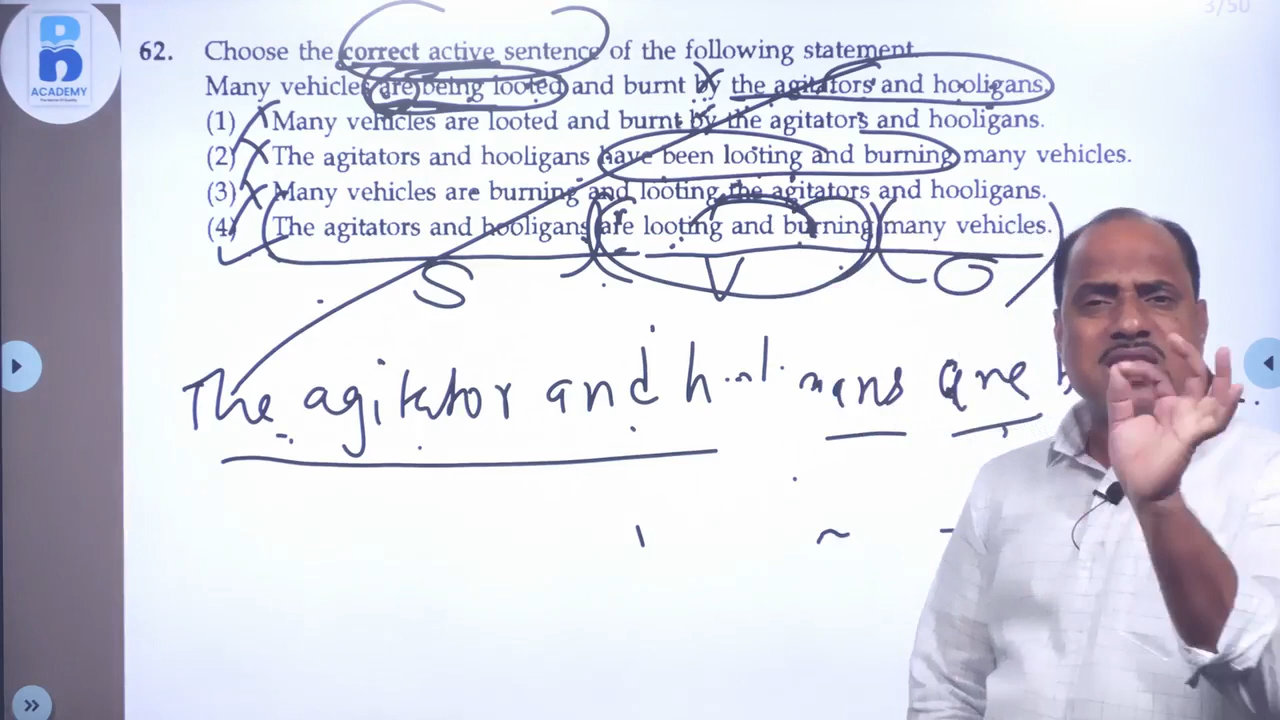 3/50
ACADEMY
62. Choose the correct active sentence of the following statement.
Many vehicles are being looted and burnt by the agitators and hooligans.
(1) Many vehicles are looted and burnt by the agitators and hooligans.
(2) The agitators and hooligans have been looting and burning many vehicles.
(3) Many vehicles are burning and looting the agitators and hooligans.
(4) The agitators and hooligans are looting and burning many vehicles.
S V O
The agitator and